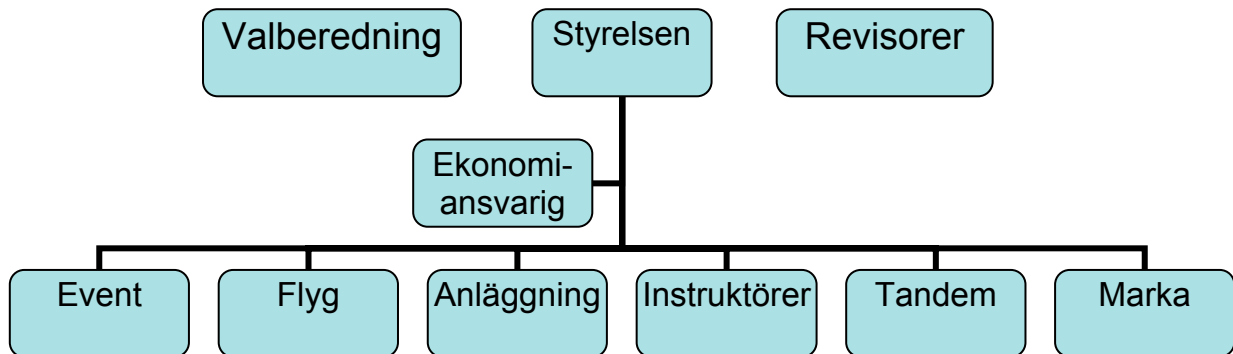 Valberedning
Styrelsen
Revisorer
Ekonomi-
ansvarig
Event
Flyg
Anläggning
Instruktörer
Tandem
Marka